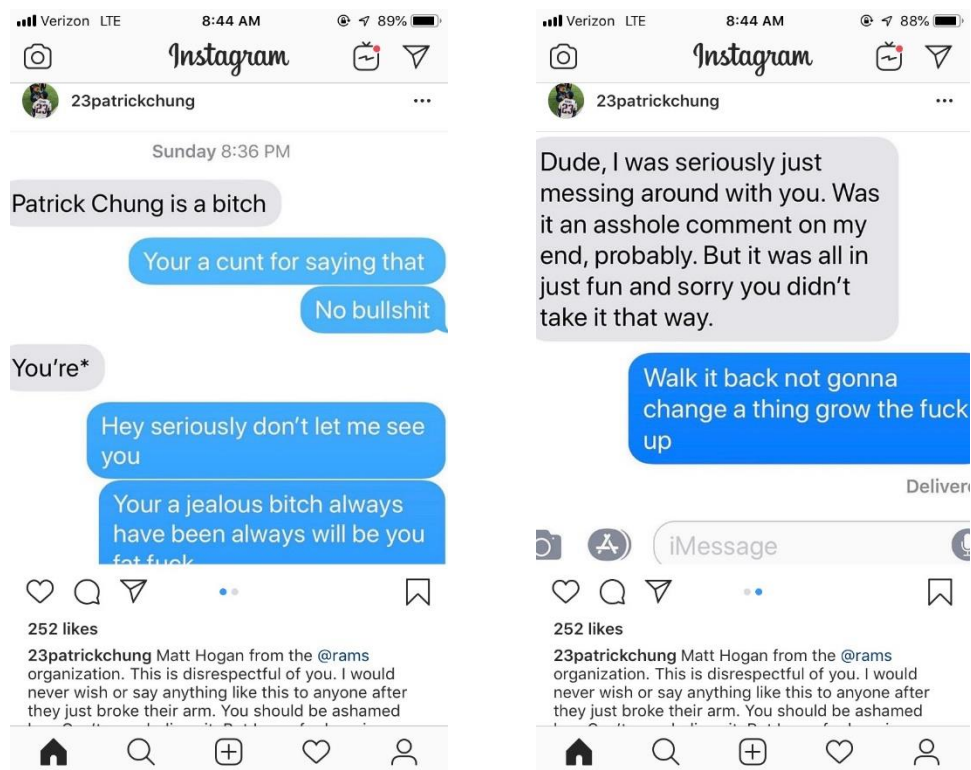 Verizon LTE 8:44 AM 89%
Instagram
23patrickchung
Sunday 8:36 PM
Patrick Chung is a bitch
Your a cunt for saying that
No bullshit
You're*
Hey seriously don't let me see
you
Your a jealous bitch always
have been always will be you
fat fuck
252 likes
23patrickchung Matt Hogan from the @rams
organization. This is disrespectful of you. I would
never wish or say anything like this to anyone after
they just broke their arm. You should be ashamed
Verizon LTE 8:44 AM 88%
Instagram
23patrickchung
Dude, I was seriously just
messing around with you. Was
it an asshole comment on my
end, probably. But it was all in
just fun and sorry you didn't
take it that way.
Walk it back not gonna
change a thing grow the fuck
up
Delivere
iMessage
252 likes
23patrickchung Matt Hogan from the @rams
organization. This is disrespectful of you. I would
never wish or say anything like this to anyone after
they just broke their arm. You should be ashamed